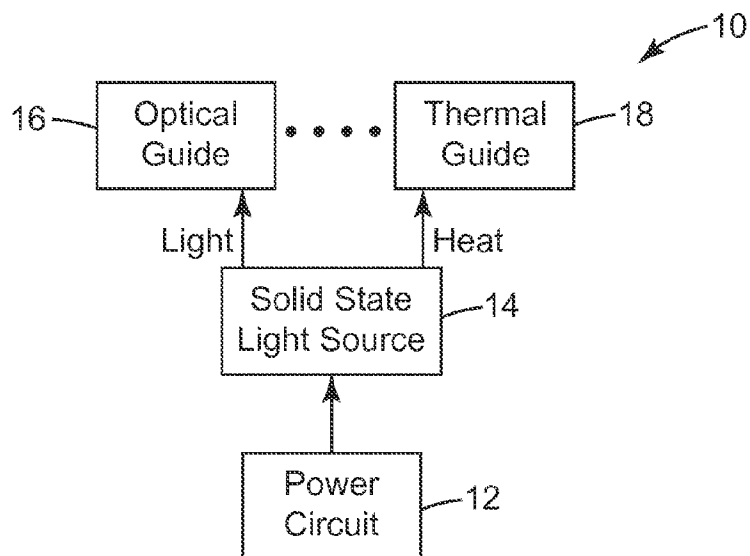 10
16
Optical
Guide
Thermal
Guide
18
Light
Heat
Solid State
Light Source
14
Power
Circuit
12